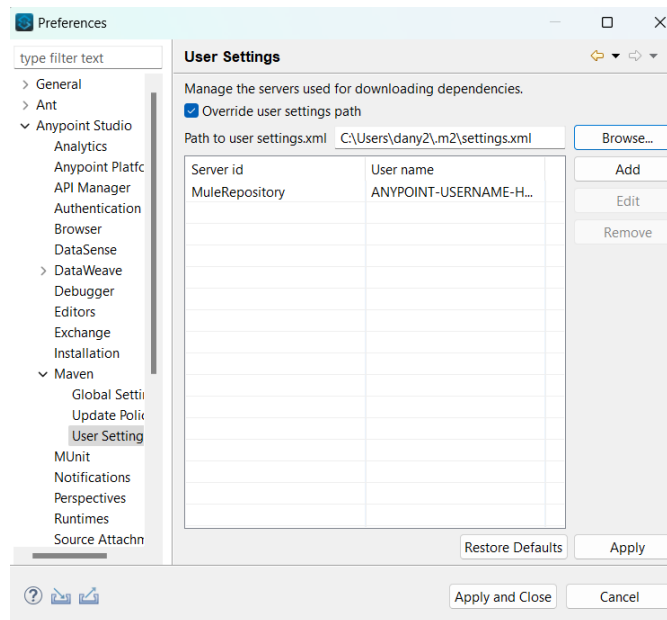 Preferences
type filter text
General
Ant
Anypoint Studio
Analytics
Anypoint Platfc
API Manager
Authentication
Browser
DataSense
DataWeave
Debugger
Editors
Exchange
Installation
Maven
Global Setti
Update Polic
User Setting
MUnit
Notifications
Perspectives
Runtimes
Source Attachm
User Settings
Manage the servers used for downloading dependencies.
Override user settings path
Path to user settings.xml C:\Users\dany2\.m2\settings.xml Browse...
Server id User name Add
MuleRepository ANYPOINT-USERNAME-H... Edit
Remove
Restore Defaults Apply
? Apply and Close Cancel